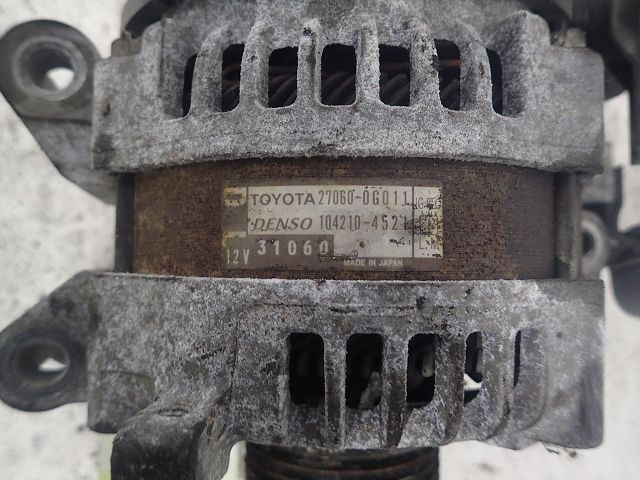 TOYOTA 27060-0G011
DENSO 104210-4521
12V 31060
MADE IN JAPAN